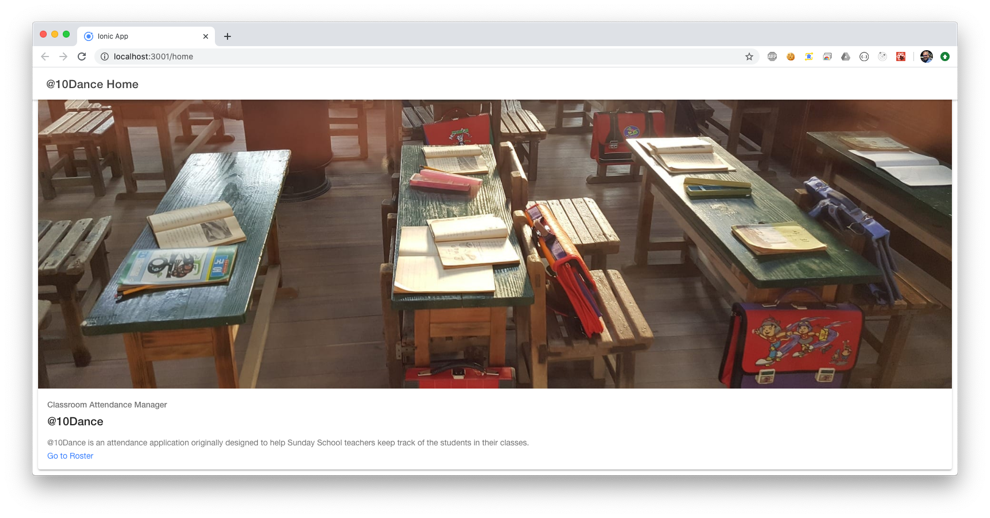 Ionic App
localhost:3001/home
@10Dance Home
Classroom Attendance Manager
@10Dance
@10Dance is an attendance application originally designed to help Sunday School teachers keep track of the students in their classes.
Go to Roster